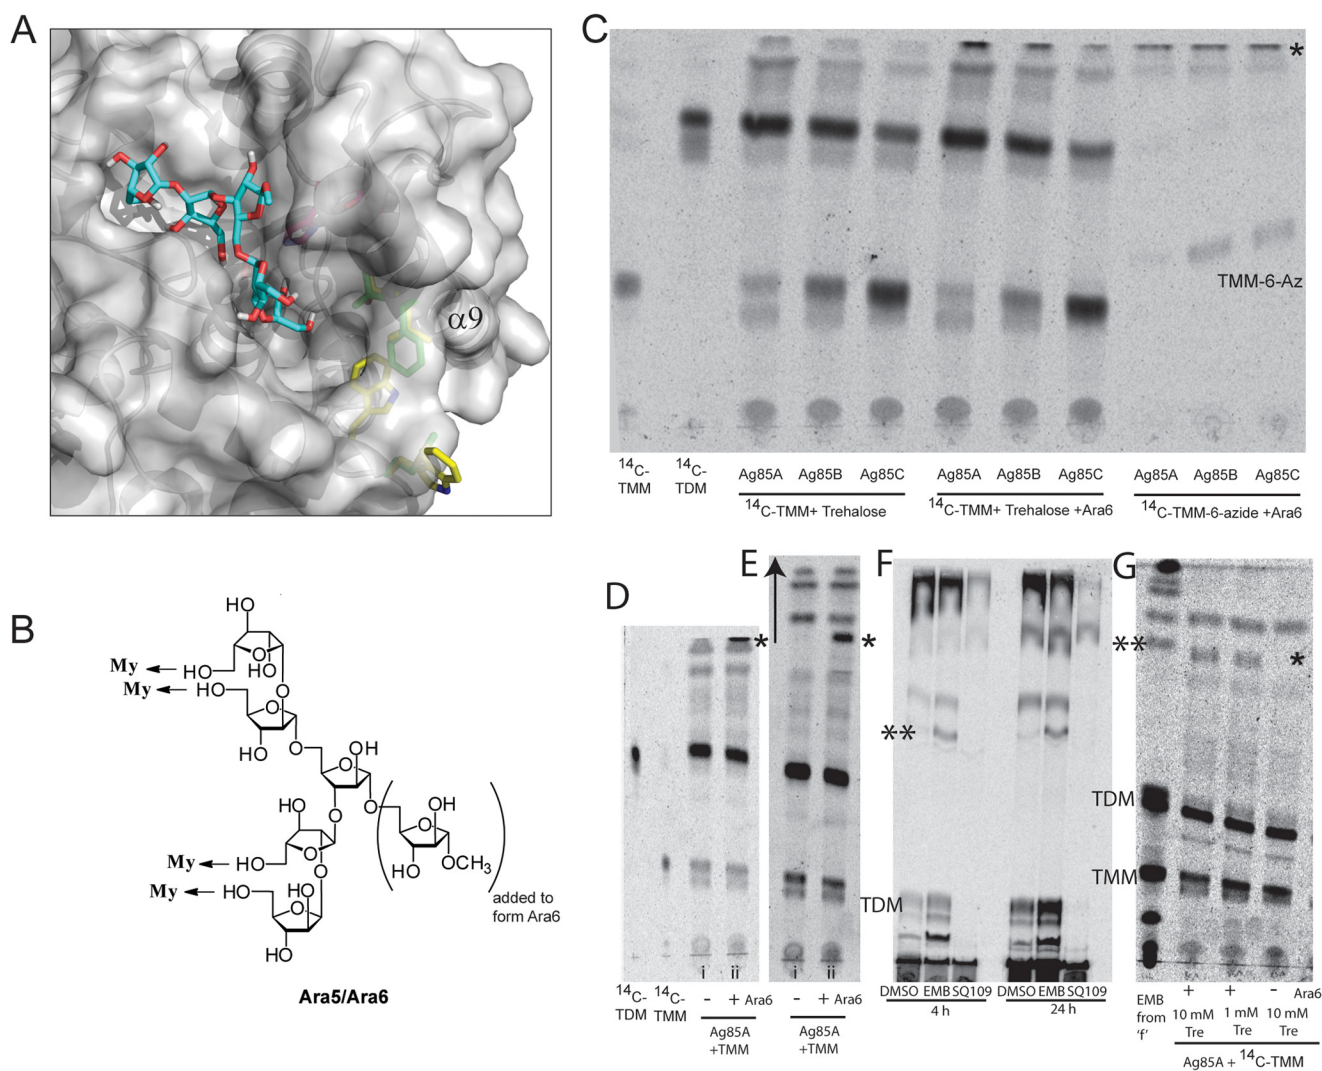 A
α9
B
HO
O
My
HO
HO
My
HO
O
O
HO
O
OH
HO
O
O
O
OH
O
O
My
HO
HO
OCH3
O
My
HO
HO
O
HO
added to
form Ara6
Ara5/Ara6
C
*
TMM-6-Az
14C-
TMM
14C-
TDM
Ag85A Ag85B Ag85C
14C-TMM+ Trehalose
Ag85A Ag85B Ag85C
14C-TMM+ Trehalose +Ara6
Ag85A Ag85B Ag85C
14C-TMM-6-azide +Ara6
D
*
i ii
14C-
TDM
14C-
TMM
- + Ara6
Ag85A
+TMM
E
*
i ii
- + Ara6
Ag85A
+TMM
F
**
TDM
DMSO EMB SQ109
4 h
DMSO EMB SQ109
24 h
G
**
*
TDM
TMM
EMB
from
'f'
+ + - Ara6
10 mM 1 mM 10 mM
Tre Tre Tre
Ag85A + 14C-TMM